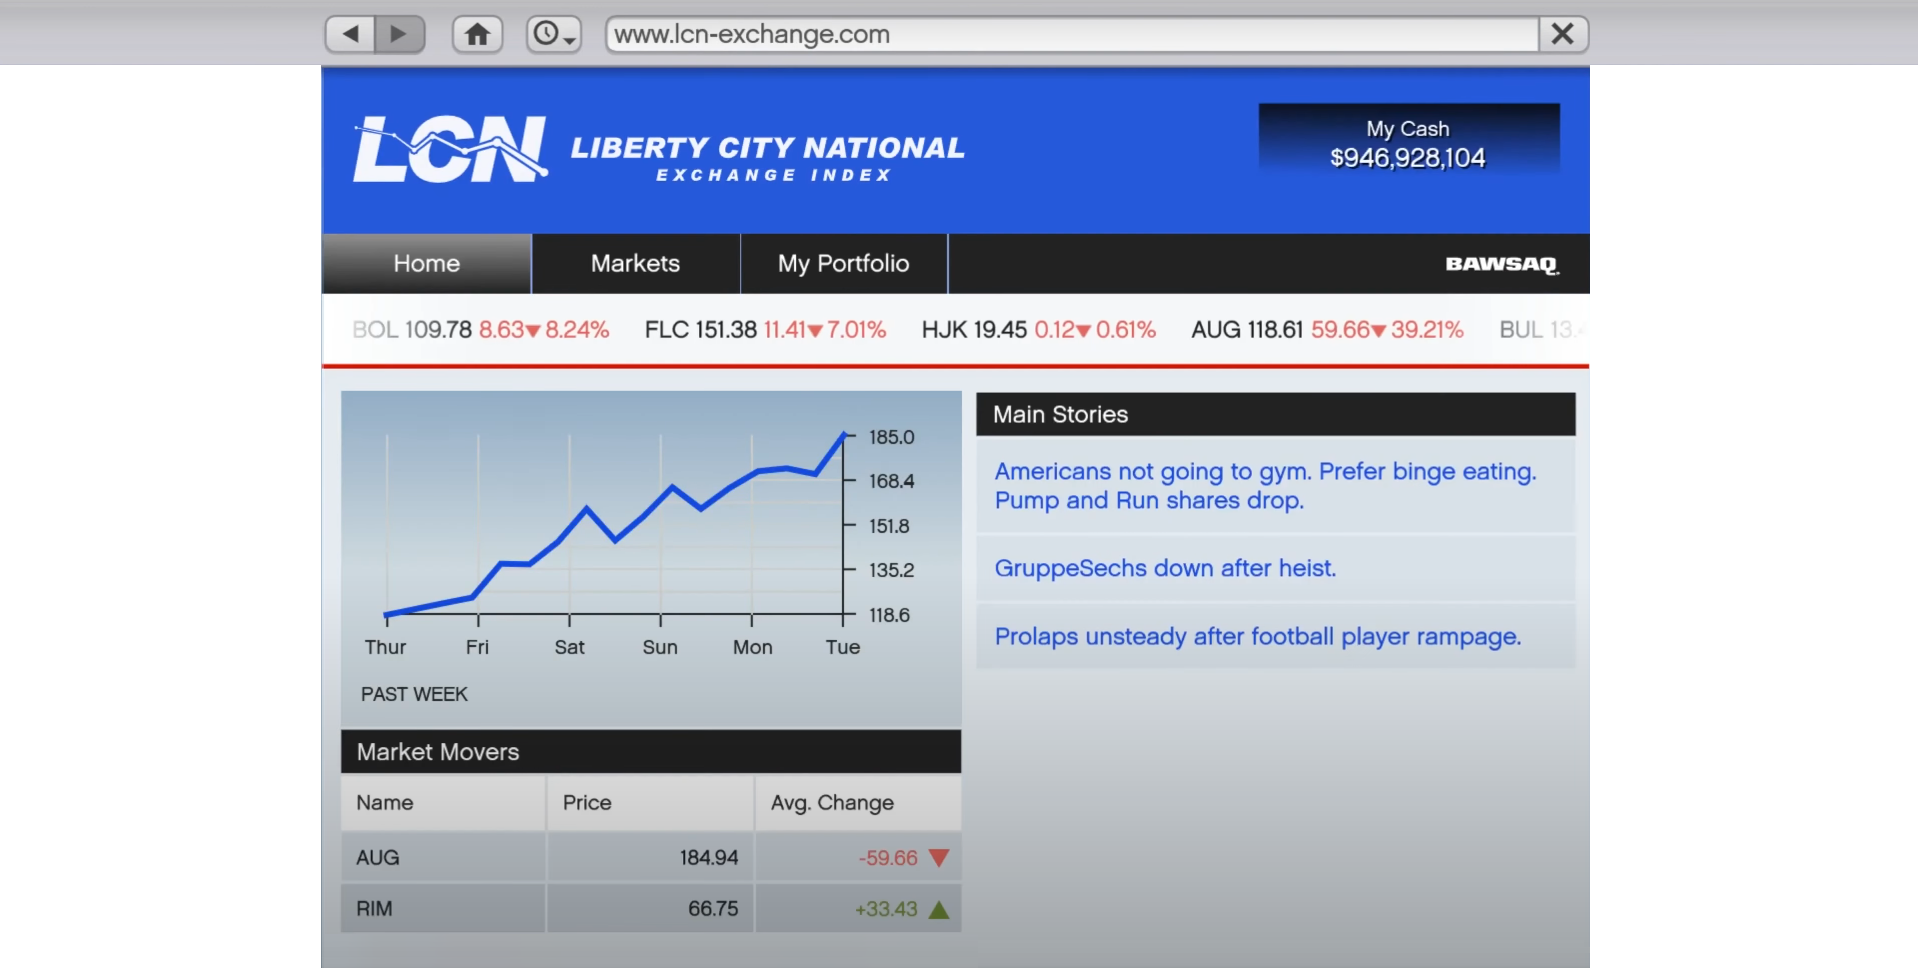 www.lcn-exchange.com
LCN
LIBERTY CITY NATIONAL
EXCHANGE INDEX
My Cash
$946,928,104
Home
Markets
My Portfolio
BAWSAQ
BOL 109.78 8.63▼8.24% FLC 151.38 11.41▼7.01% HJK 19.45 0.12▼0.61% AUG 118.61 59.66▼39.21% BUL
185.0
168.4
151.8
135.2
118.6
Thur Fri Sat Sun Mon Tue
PAST WEEK
Market Movers
Name Price Avg. Change
AUG 184.94 -59.66 ▼
RIM 66.75 +33.43 ▲
Main Stories
Americans not going to gym. Prefer binge eating.
Pump and Run shares drop.
GruppeSechs down after heist.
Prolaps unsteady after football player rampage.